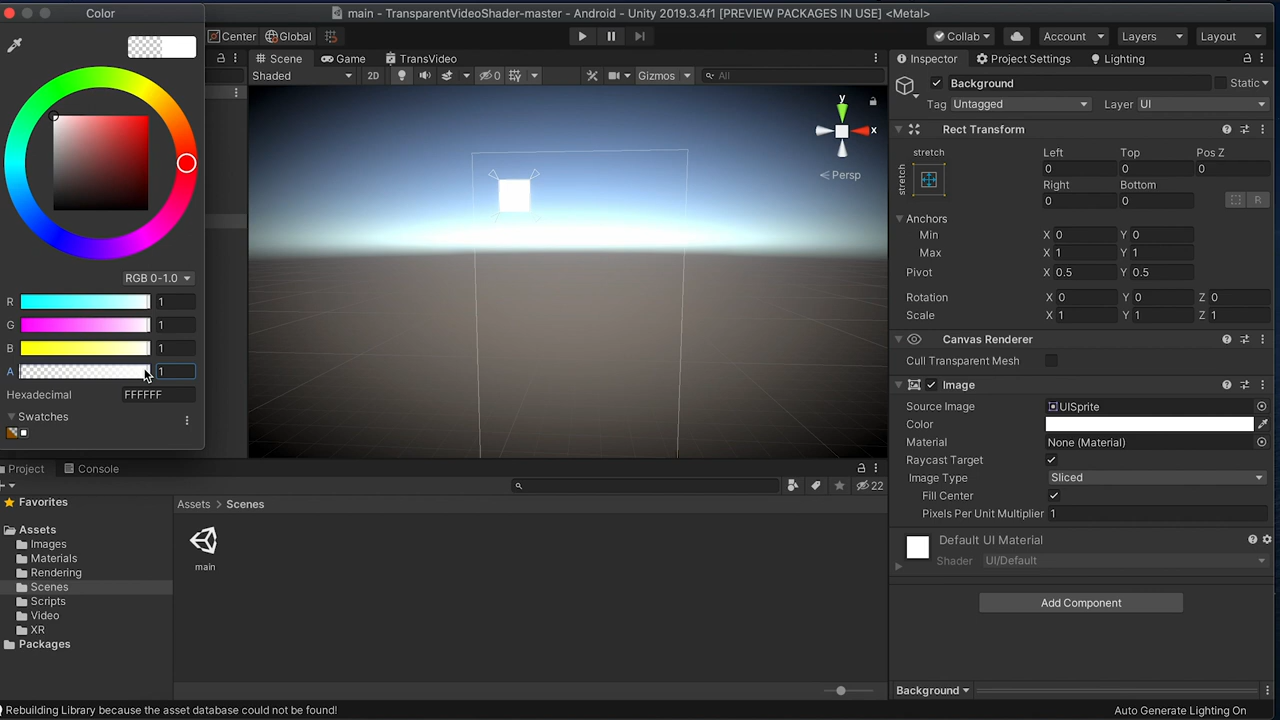 Color
main - TransparentVideoShader-master - Android - Unity 2019.3.4f1 [PREVIEW PACKAGES IN USE] <Metal>
Center Global Collab Account Layers Layout
Scene Game TransVideo
Shaded 2D 0 Gizmos All
y
x
Persp
RGB 0-1.0
R 1
G 1
B 1
A 1
Hexadecimal FFFFFF
Swatches
Inspector Project Settings Lighting
Background Static
Tag Untagged Layer UI
Rect Transform
stretch
stretch
Left Top Pos Z
0 0 0
Right Bottom
0 0 R
Anchors
Min X 0 Y 0
Max X 1 Y 1
Pivot X 0.5 Y 0.5
Rotation X 0 Y 0 Z 0
Scale X 1 Y 1 Z 1
Canvas Renderer
Cull Transparent Mesh
Image
Source Image UISprite
Color
Material None (Material)
Raycast Target
Image Type Sliced
Fill Center
Pixels Per Unit Multiplier 1
Default UI Material
Shader UI/Default
Add Component
Background
Project Console
22
Favorites
Assets
Images
Materials
Rendering
Scenes
Scripts
Video
XR
Packages
Assets > Scenes
main
Rebuilding Library because the asset database could not be found!
Auto Generate Lighting On